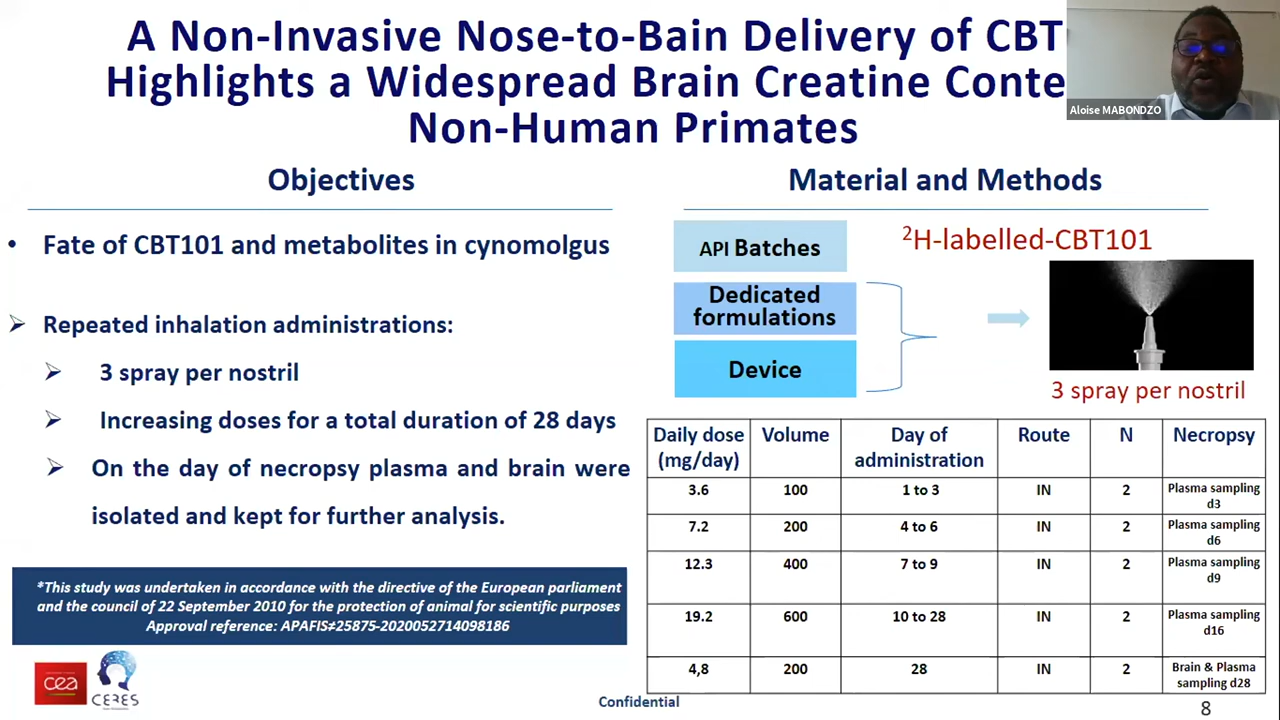 A Non-Invasive Nose-to-Bain Delivery of CBT
Highlights a Widespread Brain Creatine Conte
Non-Human Primates
Aloise MABONDZO
Objectives
• Fate of CBT101 and metabolites in cynomolgus
➢ Repeated inhalation administrations:
➢ 3 spray per nostril
➢ Increasing doses for a total duration of 28 days
➢ On the day of necropsy plasma and brain were
isolated and kept for further analysis.
*This study was undertaken in accordance with the directive of the European parliament
and the council of 22 September 2010 for the protection of animal for scientific purposes
Approval reference: APAFIS≠25875-2020052714098186
Material and Methods
API Batches
Dedicated
formulations
Device
²H-labelled-CBT101
3 spray per nostril
Daily dose (mg/day) Volume Day of administration Route N Necropsy
3.6 100 1 to 3 IN 2 Plasma sampling d3
7.2 200 4 to 6 IN 2 Plasma sampling d6
12.3 400 7 to 9 IN 2 Plasma sampling d9
19.2 600 10 to 28 IN 2 Plasma sampling d16
4,8 200 28 IN 2 Brain & Plasma sampling d28
cea
CERES
Confidential
8